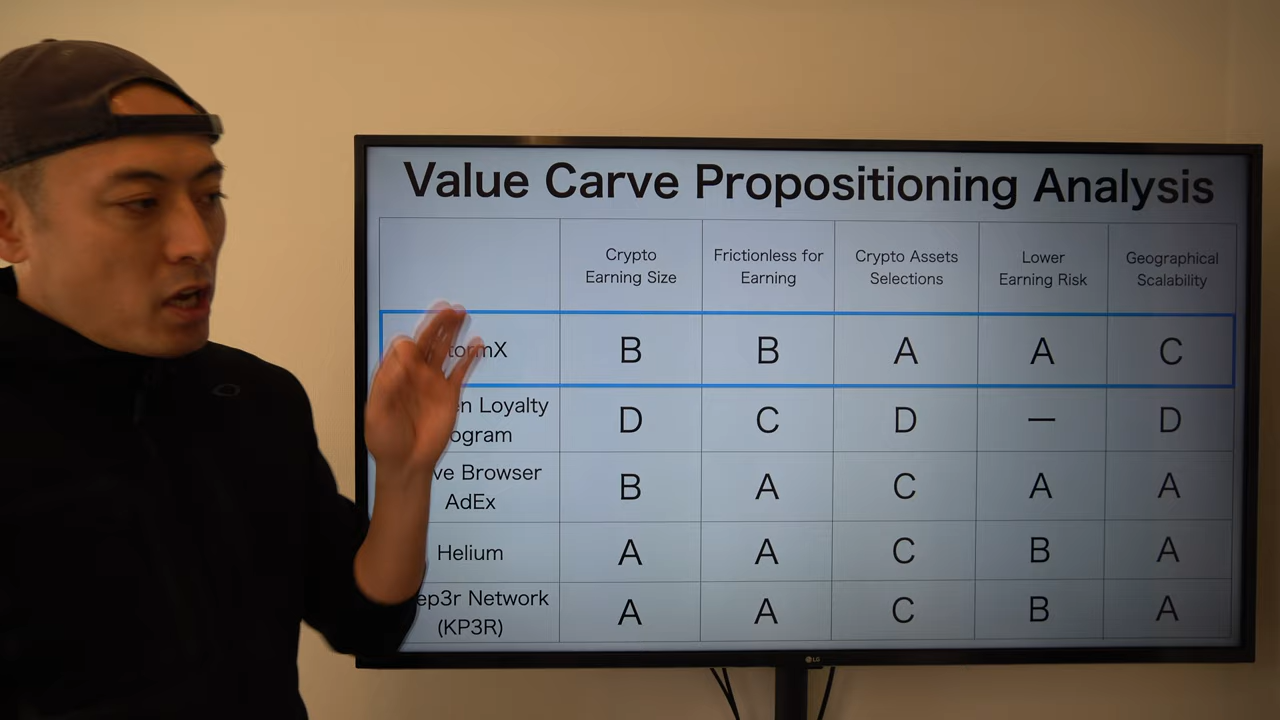 Value Carve Propositioning Analysis
Crypto
Earning Size
Frictionless for
Earning
Crypto Assets
Selections
Lower
Earning Risk
Geographical
Scalability
B B A A C
Loyalty
D C D — D
Browser
AdEx
B A C A A
Helium
A A C B A
Network
(KP3R)
A A C B A
LG